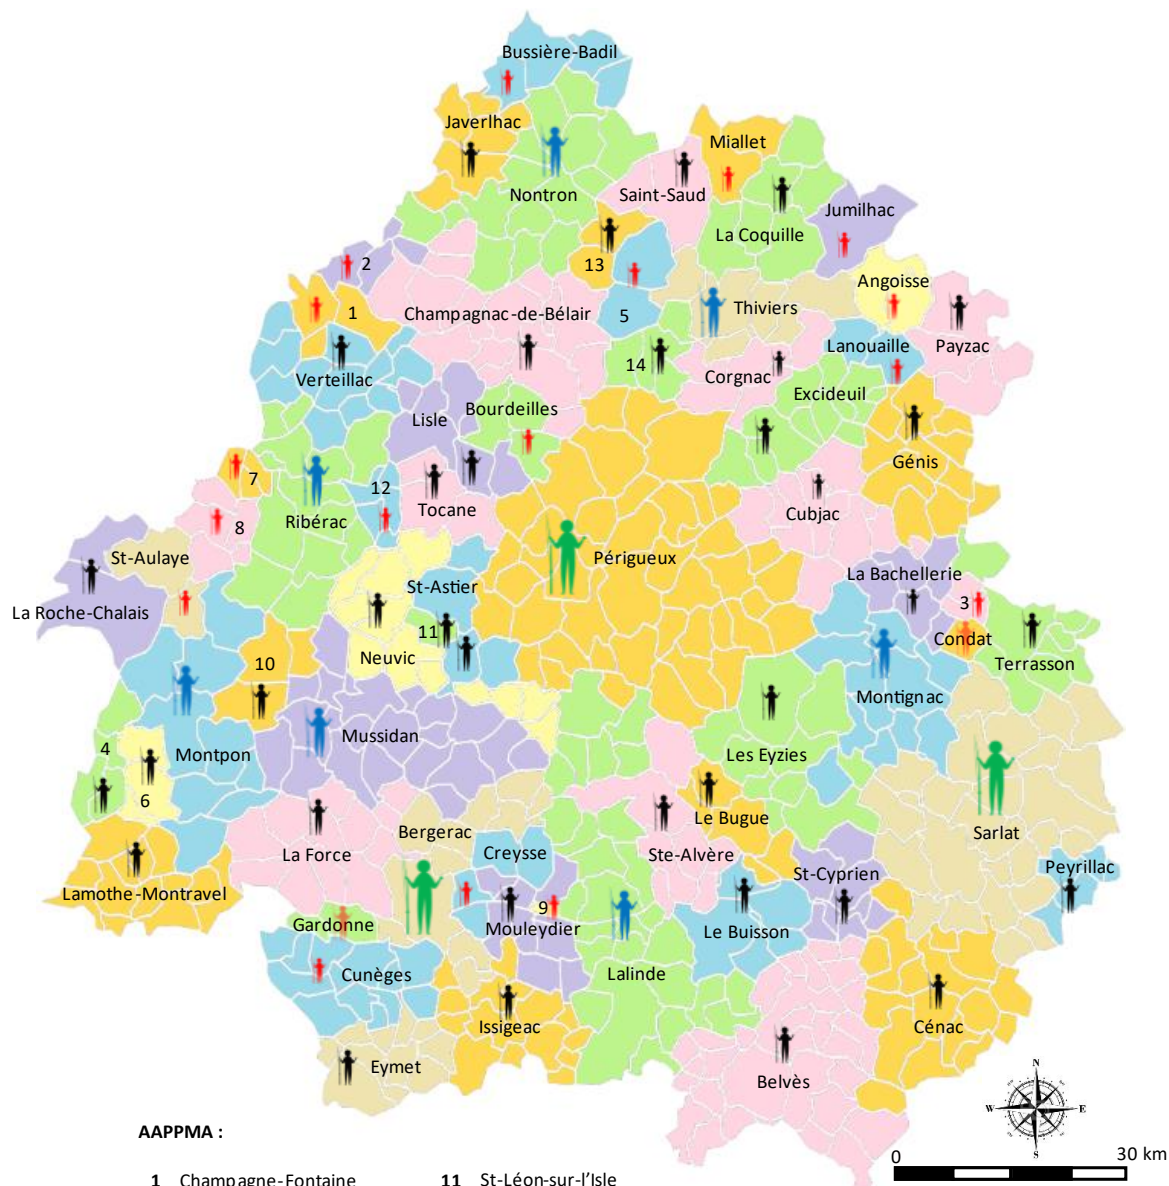 Bussière-Badil
Javerlhac
Miallet
Nontron
Saint-Saud
Jumilhac
La Coquille
2
13
Angoisse
1
Champagnac-de-Bélair
5
Thiviers
Lanouaille
Payzac
Verteillac
14
Corgnac
Excideuil
Lisle
Bourdeilles
Génis
7
12
Tocane
Cubjac
8
Ribérac
St-Aulaye
Périgueux
La Bachellerie
St-Astier
3
La Roche-Chalais
11
Condat
Neuvic
Terrasson
10
Montignac
4
Montpon
Mussidan
Les Eyzies
6
Le Bugue
Bergerac
Sarlat
La Force
Creysse
Ste-Alvère
Peyrillac
St-Cyprien
Lamothe-Montravel
9
Gardonne
Mouleydier
Le Buisson
Cunèges
Lalinde
Issigeac
Cénac
Eymet
Belvès
N
W E
S
AAPPMA :
0 30 km
1 Champagne-Fontaine 11 St-Léon-sur-l'Isle